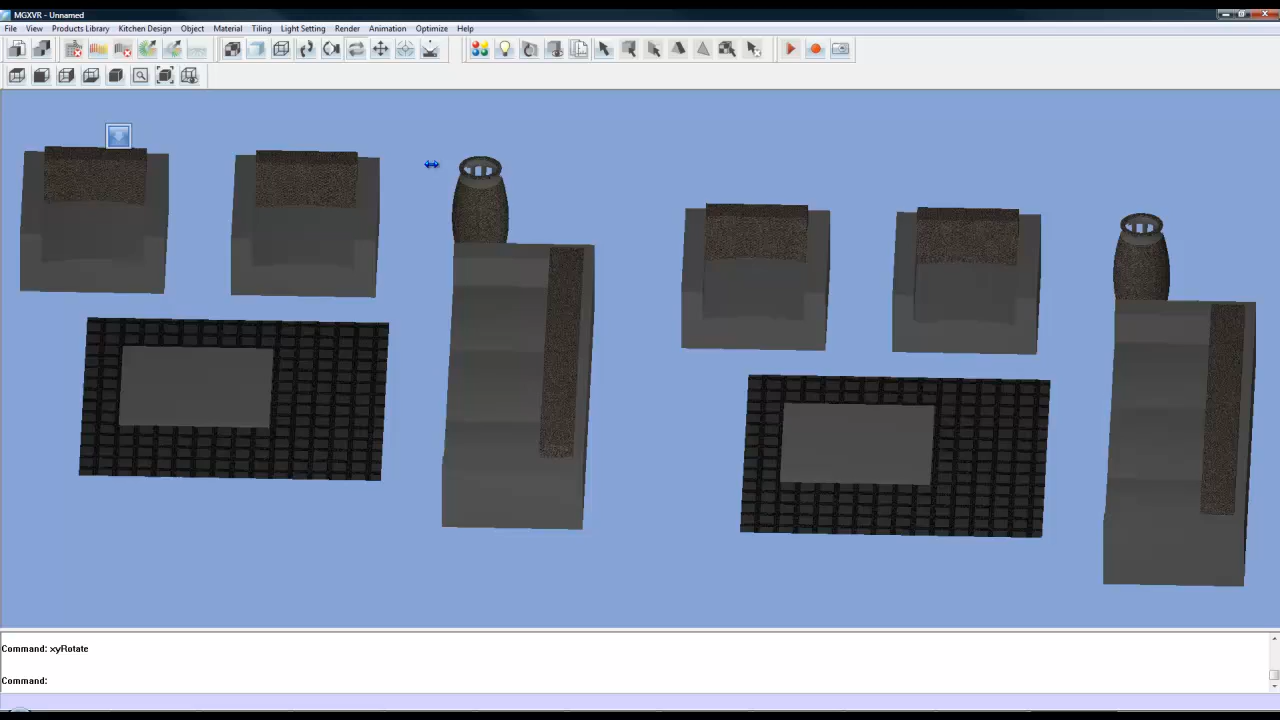 MGXVR - Unnamed
File View Products Library Kitchen Design Object Material Tiling Light Setting Render Animation Optimize Help
Command: xyRotate
Command: